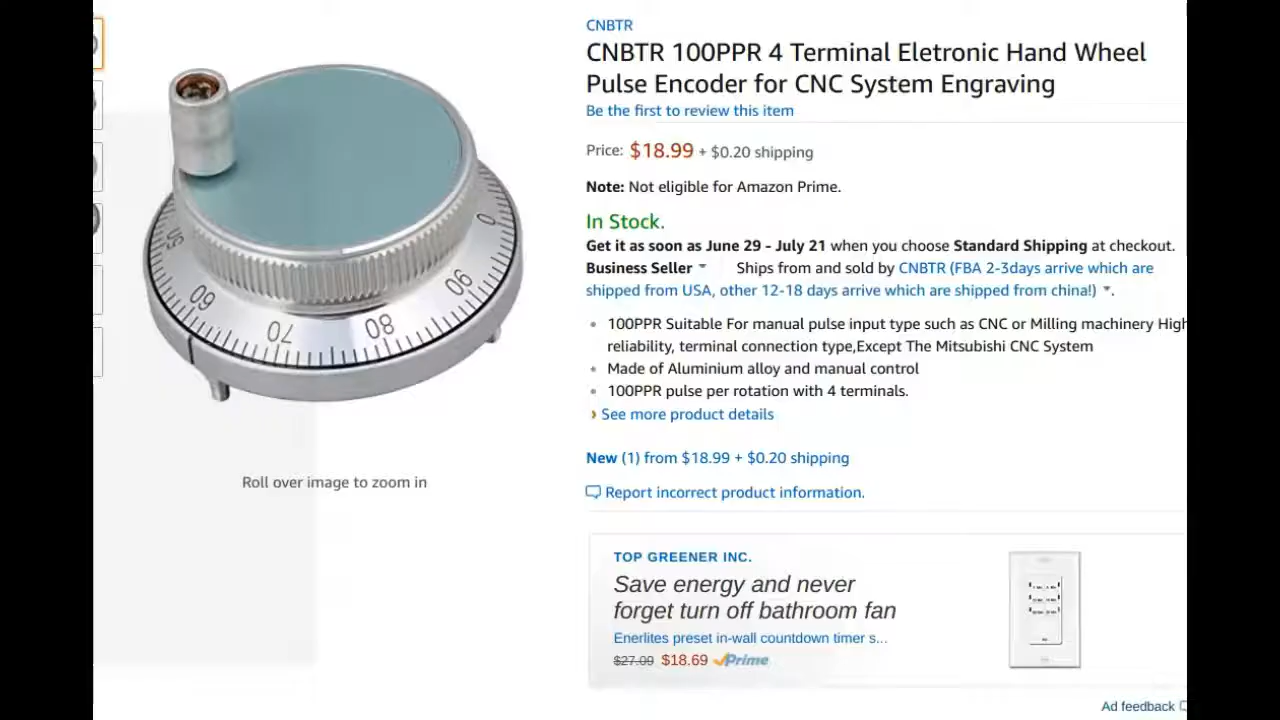 CNBTR
CNBTR 100PPR 4 Terminal Eletronic Hand Wheel
Pulse Encoder for CNC System Engraving
Be the first to review this item
Price: $18.99 + $0.20 shipping
Note: Not eligible for Amazon Prime.
In Stock.
Get it as soon as June 29 - July 21 when you choose Standard Shipping at checkout.
Business Seller Ships from and sold by CNBTR (FBA 2-3days arrive which are
shipped from USA, other 12-18 days arrive which are shipped from china!) .
100PPR Suitable For manual pulse input type such as CNC or Milling machinery High
reliability, terminal connection type,Except The Mitsubishi CNC System
Made of Aluminium alloy and manual control
100PPR pulse per rotation with 4 terminals.
› See more product details
New (1) from $18.99 + $0.20 shipping
Report incorrect product information.
0
50
60
70
80
90
Roll over image to zoom in
TOP GREENER INC.
Save energy and never
forget turn off bathroom fan
Enerlites preset in-wall countdown timer s...
$27.09 $18.69 Prime
Ad feedback